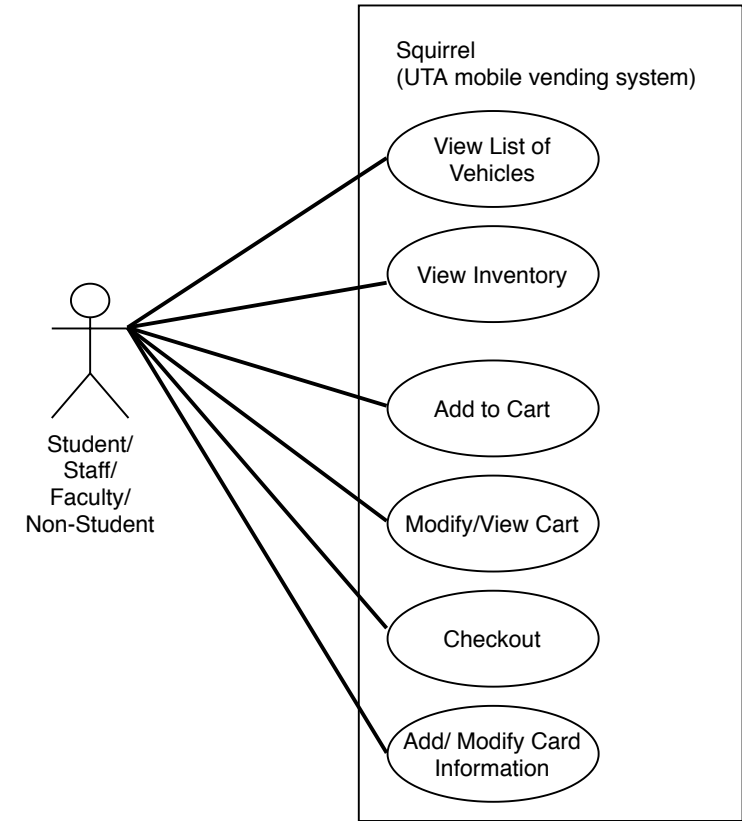 Squirrel
(UTA mobile vending system)
View List of
Vehicles
View Inventory
Add to Cart
Modify/View Cart
Checkout
Add/ Modify Card
Information
Student/
Staff/
Faculty/
Non-Student